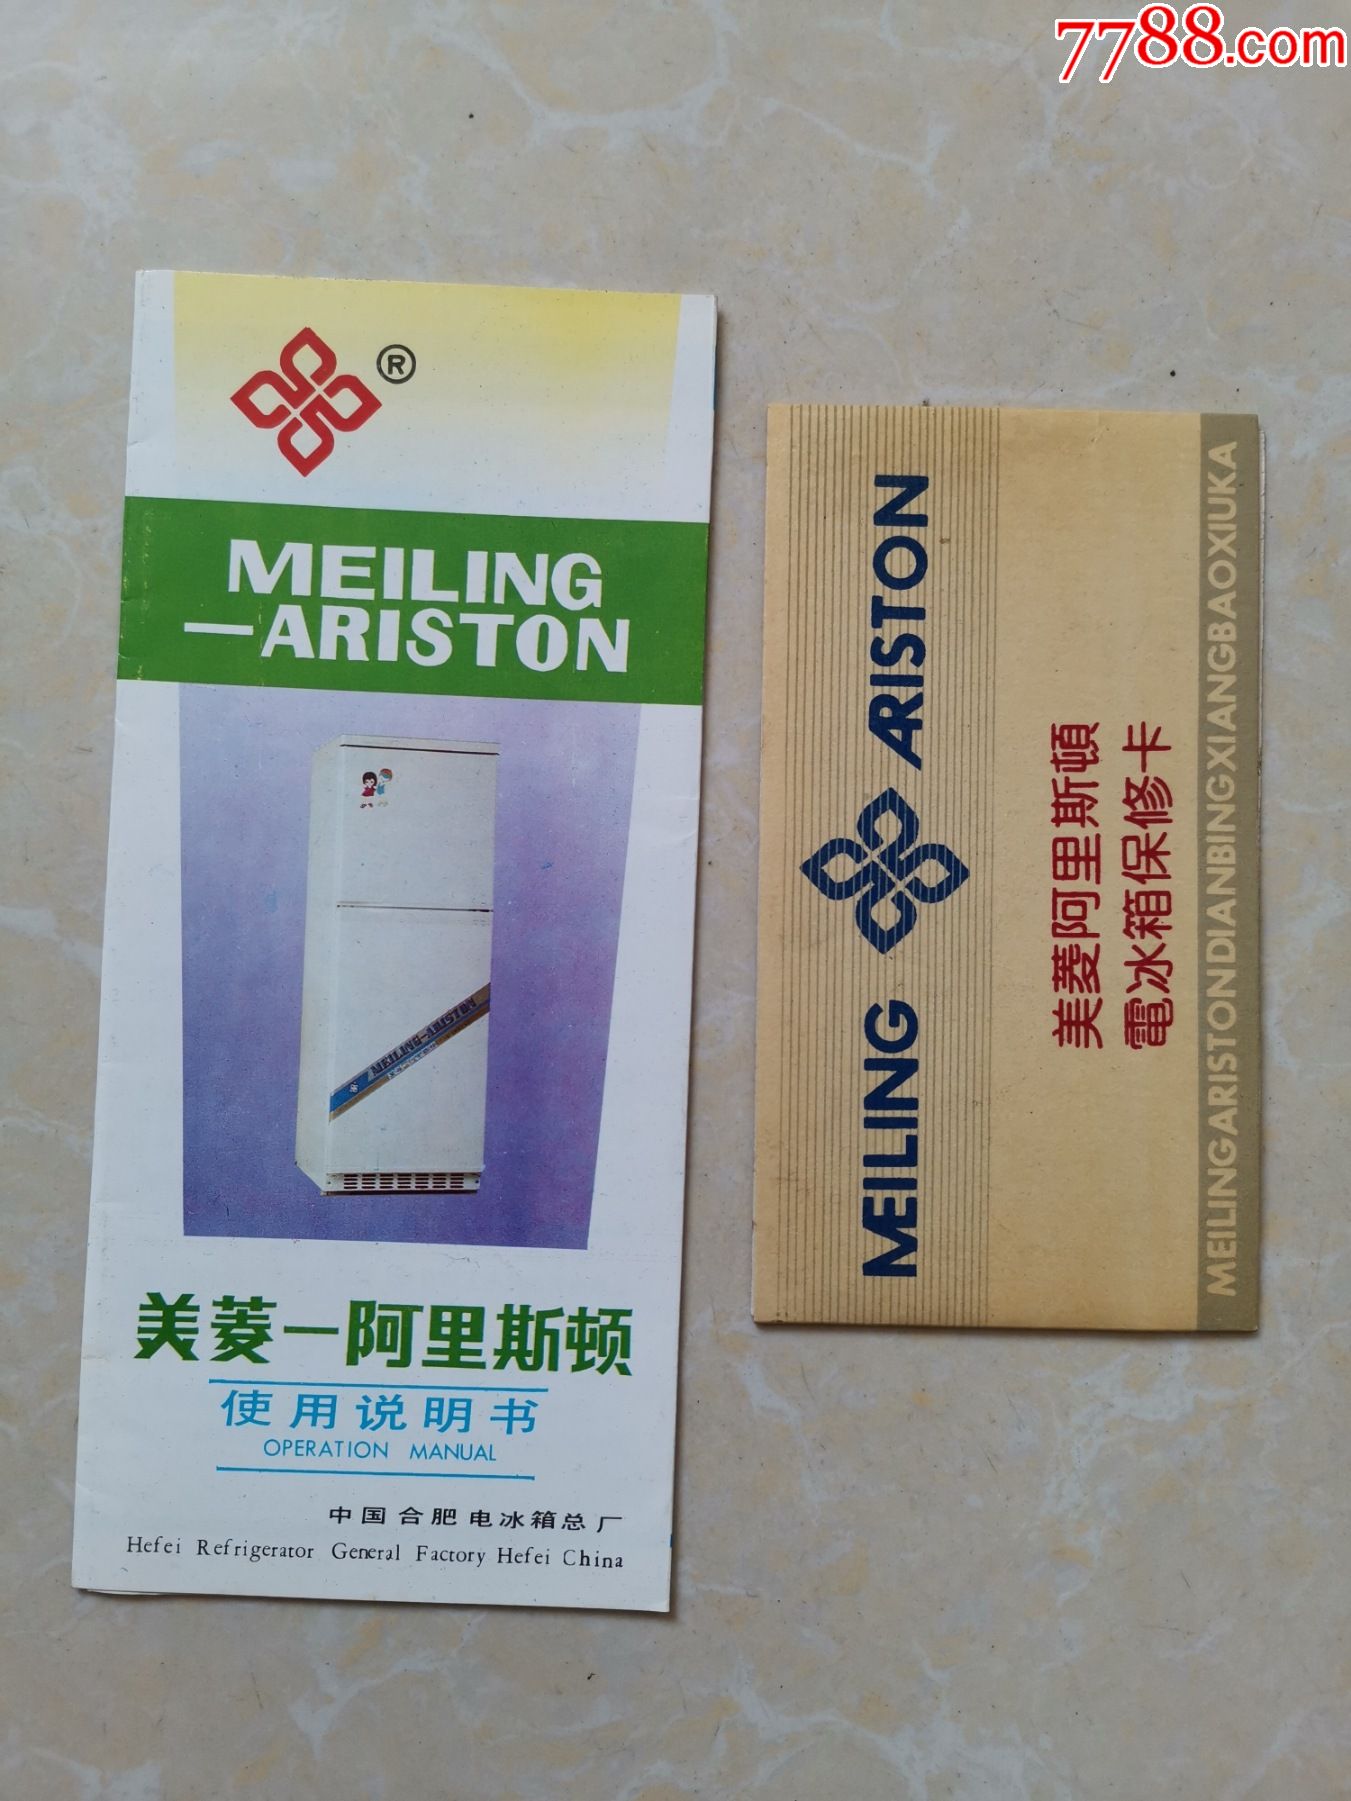 7788.com
®
MEILING
—ARISTON
MEILING-ARISTON
美菱—阿里斯顿
使用说明书
OPERATION MANUAL
中国合肥电冰箱总厂
Hefei Refrigerator General Factory Hefei China
MEILING ARISTON
美菱阿里斯頓
電冰箱保修卡
MEILINGARISTONDIANBINGXIANGBAOXIUKA